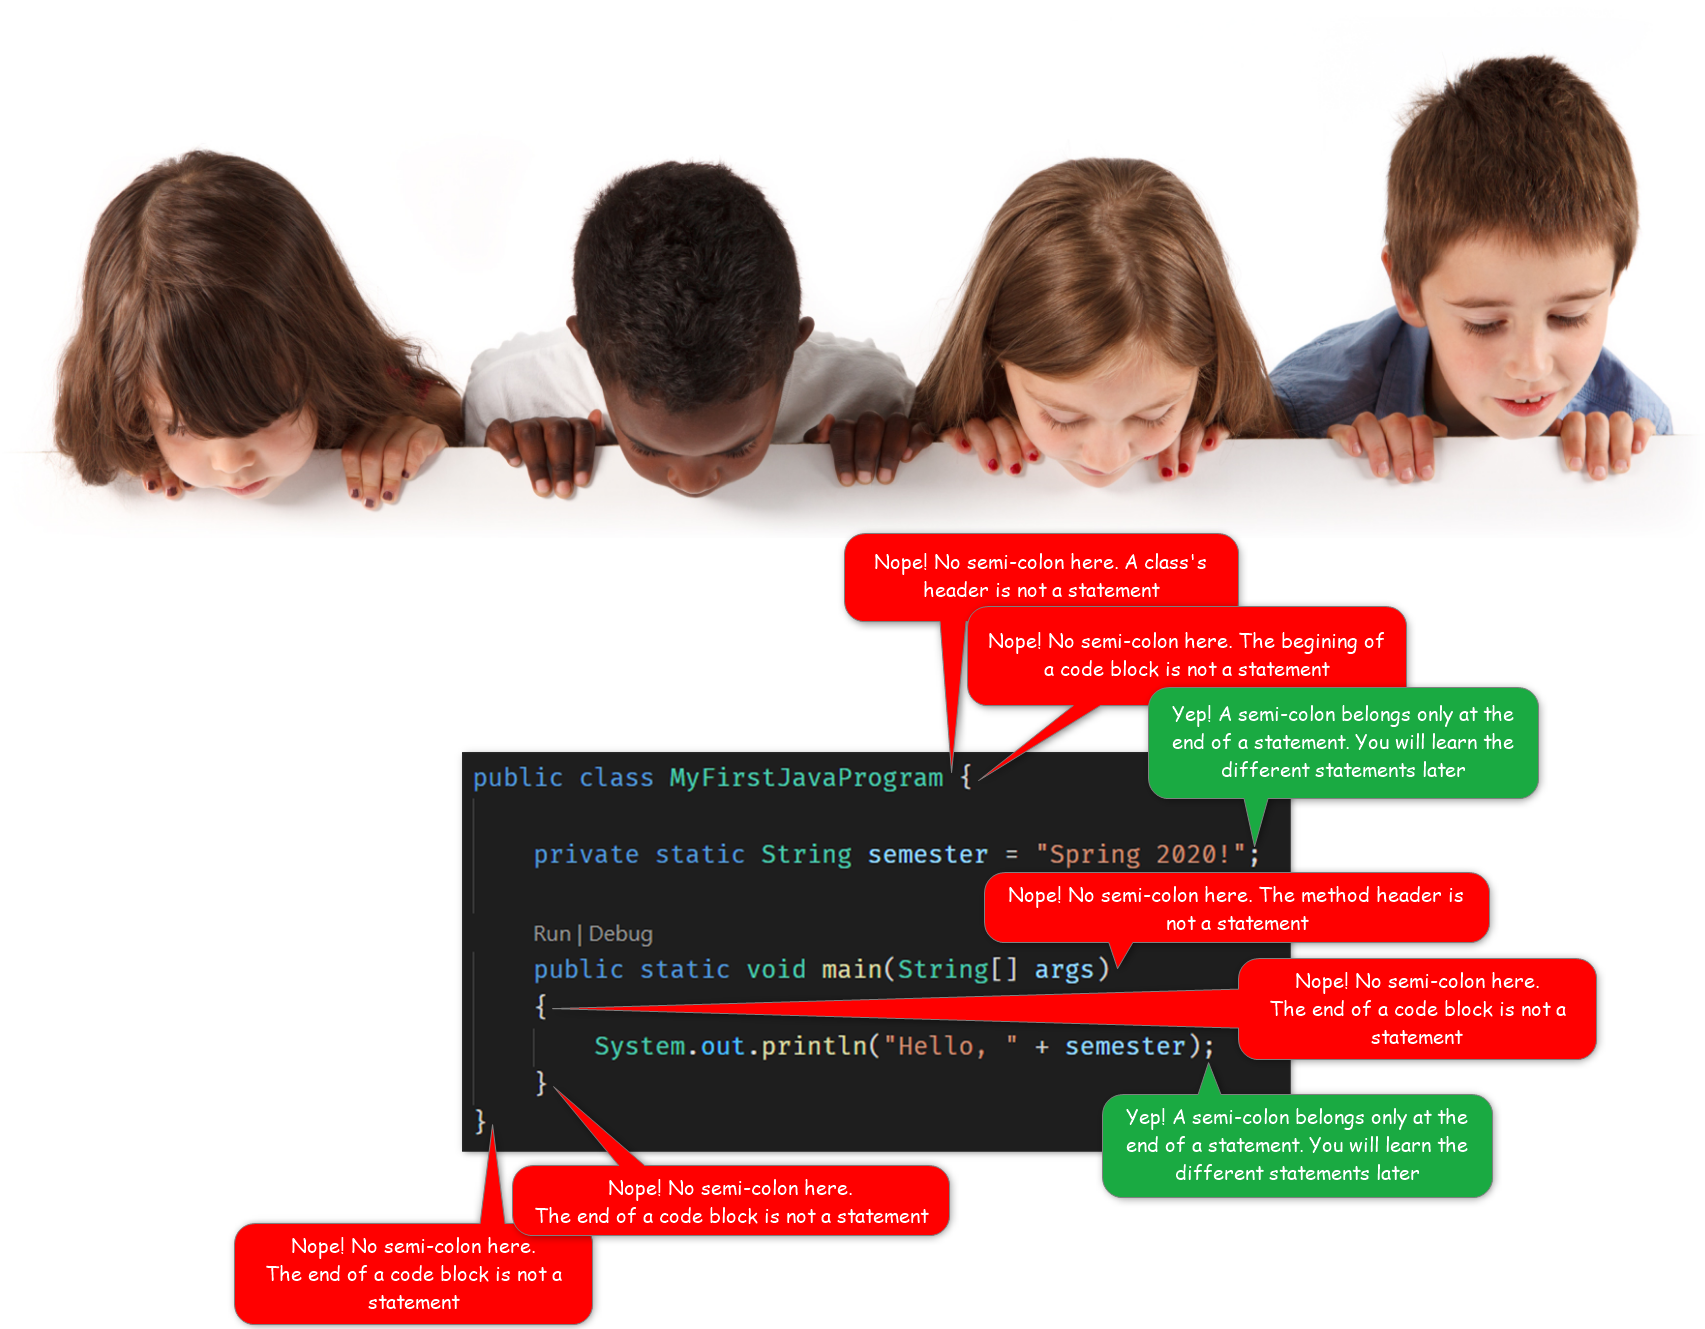 Nope! No semi-colon here. A class's
header is not a statement
Nope! No semi-colon here. The begining of
a code block is not a statement
Yep! A semi-colon belongs only at the
end of a statement. You will learn the
different statements later
public class MyFirstJavaProgram {
private static String semester = "Spring 2020!";
Nope! No semi-colon here. The method header is
not a statement
Run | Debug
public static void main(String[] args)
{
Nope! No semi-colon here.
The end of a code block is not a
statement
System.out.println("Hello, " + semester);
}
}
Yep! A semi-colon belongs only at the
end of a statement. You will learn the
different statements later
Nope! No semi-colon here.
The end of a code block is not a statement
Nope! No semi-colon here.
The end of a code block is not a
statement